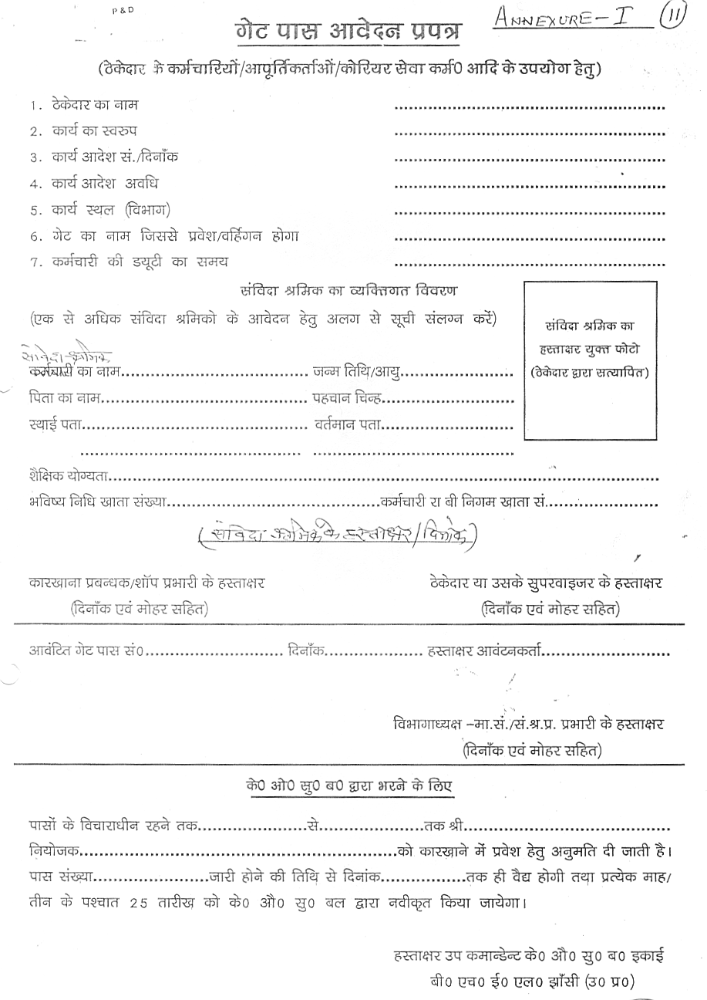 P & D
ANNEXURE-I (11)
गेट पास आवेदन प्रपत्र
(ठेकेदार के कर्मचारियों/आपूर्तिकर्ताओं/कोरियर सेवा कर्म0 आदि के उपयोग हेतु)
1. ठेकेदार का नाम ....................
2. कार्य का स्वरुप ....................
3. कार्य आदेश सं./दिनाँक ....................
4. कार्य आदेश अवधि ....................
5. कार्य स्थल (विभाग) ....................
6. गेट का नाम जिससे प्रवेश/वर्हिगन होगा ....................
7. कर्मचारी की डयूटी का समय ....................
संविदा श्रमिक का व्यक्तिगत विवरण
(एक से अधिक संविदा श्रमिको के आवेदन हेतु अलग से सूची संलग्न करें)
संविदा श्रमिक का
हस्ताक्षर युक्त फोटो
(ठेकेदार द्वारा सत्यापित)
संविदा श्रमिक
कर्मचारी का नाम.................... जन्म तिथि/आयु....................
पिता का नाम.................... पहचान चिन्ह....................
स्थाई पता.................... वर्तमान पता....................
.................... ....................
शैक्षिक योग्यता....................
भविष्य निधि खाता संख्या....................कर्मचारी रा बी निगम खाता सं....................
(संविदा श्रमिक के हस्ताक्षर/दिनांक)
कारखाना प्रबन्धक/शॉप प्रभारी के हस्ताक्षर ठेकेदार या उसके सुपरवाइजर के हस्ताक्षर
(दिनाँक एवं मोहर सहित) (दिनाँक एवं मोहर सहित)
आवंटित गेट पास सं0.................... दिनाँक.................... हस्ताक्षर आवंटनकर्ता....................
विभागाध्यक्ष –मा.सं./सं.श्र.प्र. प्रभारी के हस्ताक्षर
(दिनाँक एवं मोहर सहित)
के0 ओ0 सु0 ब0 द्वारा भरने के लिए
पासों के विचाराधीन रहने तक....................से....................तक श्री....................
नियोजक....................को कारखाने में प्रवेश हेतु अनुमति दी जाती है।
पास संख्या....................जारी होने की तिथि से दिनांक....................तक ही वैद्य होगी तथा प्रत्येक माह/
तीन के पश्चात 25 तारीख को के0 औ0 सु0 बल द्वारा नवीकृत किया जायेगा।
हस्ताक्षर उप कमान्डेन्ट के0 औ0 सु0 ब0 इकाई
बी0 एच0 ई0 एल0 झाँसी (उ0 प्र0)